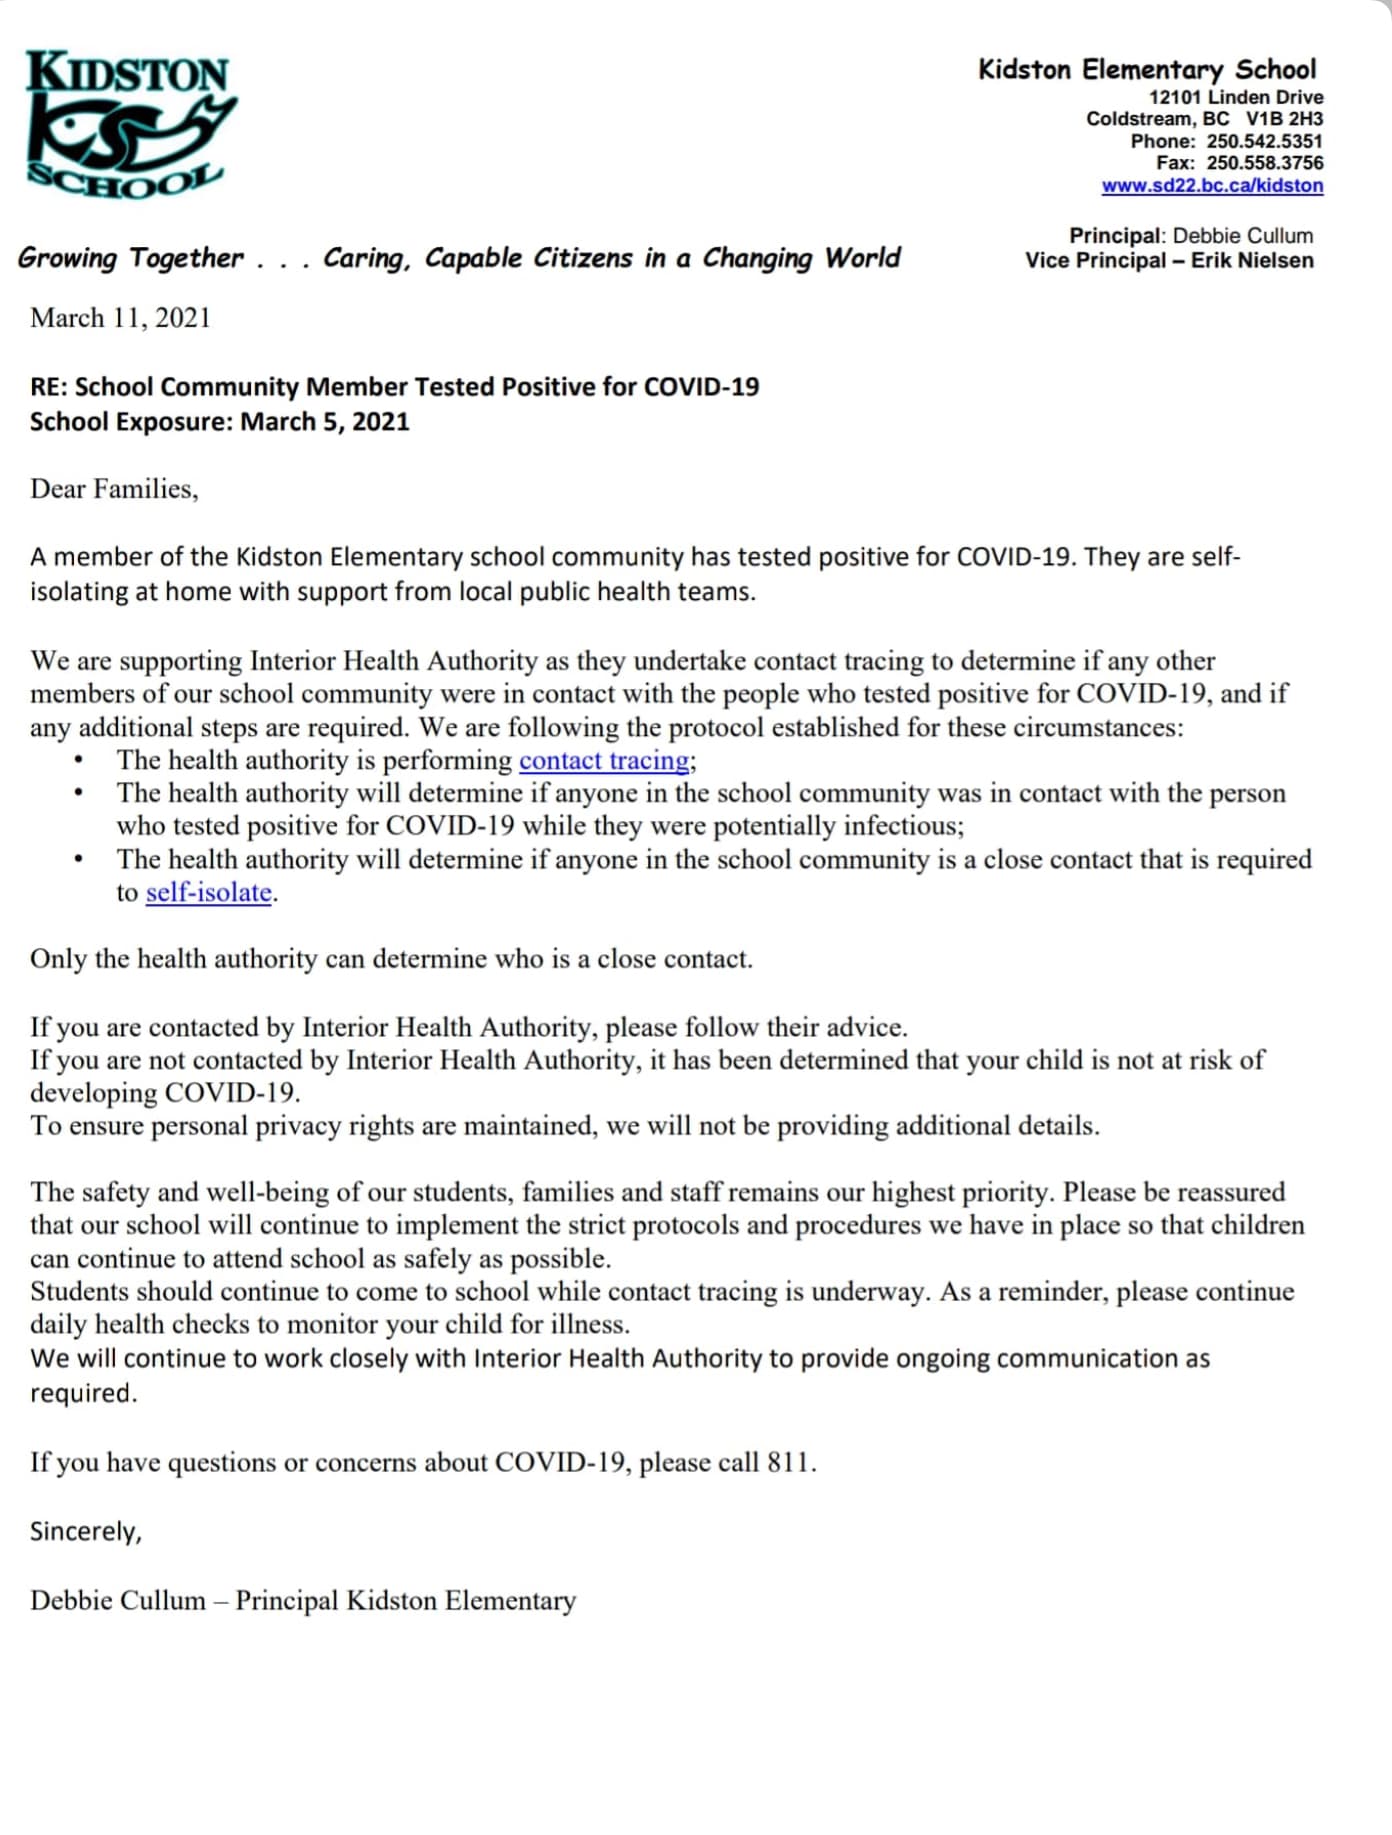 KIDSTON
SCHOOL
Kidston Elementary School
12101 Linden Drive
Coldstream, BC V1B 2H3
Phone: 250.542.5351
Fax: 250.558.3756
www.sd22.bc.ca/kidston
Principal: Debbie Cullum
Vice Principal – Erik Nielsen
Growing Together . . . Caring, Capable Citizens in a Changing World
March 11, 2021
RE: School Community Member Tested Positive for COVID-19
School Exposure: March 5, 2021
Dear Families,
A member of the Kidston Elementary school community has tested positive for COVID-19. They are self-
isolating at home with support from local public health teams.
We are supporting Interior Health Authority as they undertake contact tracing to determine if any other
members of our school community were in contact with the people who tested positive for COVID-19, and if
any additional steps are required. We are following the protocol established for these circumstances:
• The health authority is performing contact tracing;
• The health authority will determine if anyone in the school community was in contact with the person
who tested positive for COVID-19 while they were potentially infectious;
• The health authority will determine if anyone in the school community is a close contact that is required
to self-isolate.
Only the health authority can determine who is a close contact.
If you are contacted by Interior Health Authority, please follow their advice.
If you are not contacted by Interior Health Authority, it has been determined that your child is not at risk of
developing COVID-19.
To ensure personal privacy rights are maintained, we will not be providing additional details.
The safety and well-being of our students, families and staff remains our highest priority. Please be reassured
that our school will continue to implement the strict protocols and procedures we have in place so that children
can continue to attend school as safely as possible.
Students should continue to come to school while contact tracing is underway. As a reminder, please continue
daily health checks to monitor your child for illness.
We will continue to work closely with Interior Health Authority to provide ongoing communication as
required.
If you have questions or concerns about COVID-19, please call 811.
Sincerely,
Debbie Cullum – Principal Kidston Elementary